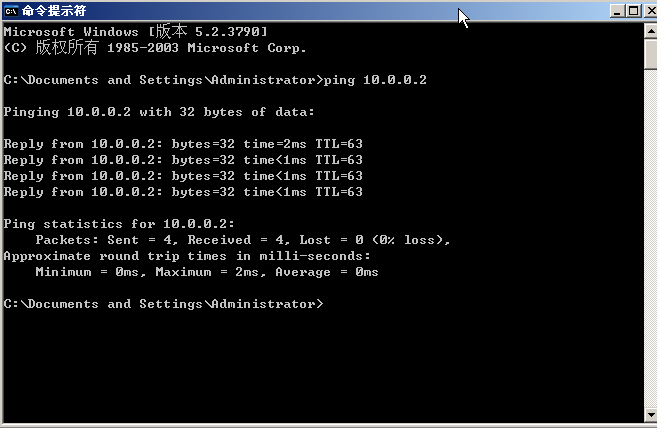 命令提示符
Microsoft Windows [版本 5.2.3790]
(C) 版权所有 1985-2003 Microsoft Corp.
C:\Documents and Settings\Administrator>ping 10.0.0.2
Pinging 10.0.0.2 with 32 bytes of data:
Reply from 10.0.0.2: bytes=32 time=2ms TTL=63
Reply from 10.0.0.2: bytes=32 time<1ms TTL=63
Reply from 10.0.0.2: bytes=32 time<1ms TTL=63
Reply from 10.0.0.2: bytes=32 time<1ms TTL=63
Ping statistics for 10.0.0.2:
    Packets: Sent = 4, Received = 4, Lost = 0 (0% loss),
Approximate round trip times in milli-seconds:
    Minimum = 0ms, Maximum = 2ms, Average = 0ms
C:\Documents and Settings\Administrator>